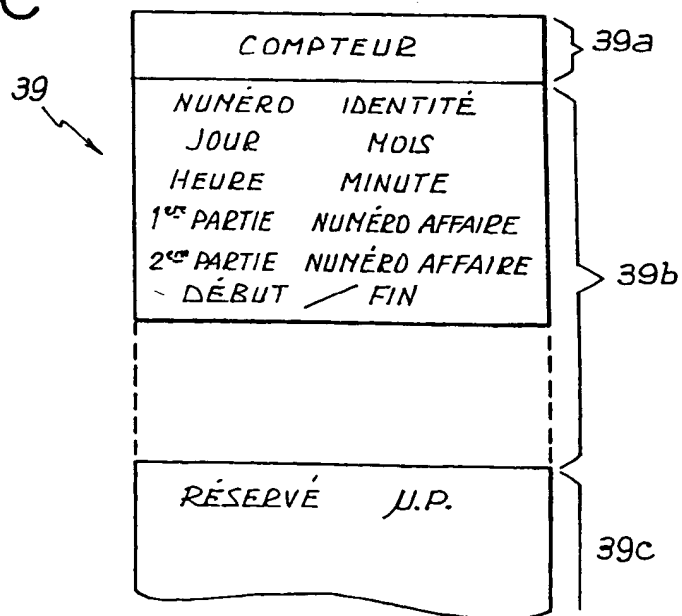 C
COMPTEUR 39a
39
NUMÉRO IDENTITÉ
JOUR MOIS
HEURE MINUTE
1ère PARTIE NUMÉRO AFFAIRE
2ème PARTIE NUMÉRO AFFAIRE
39b
DÉBUT / FIN
RÉSERVÉ µ.P.
39c